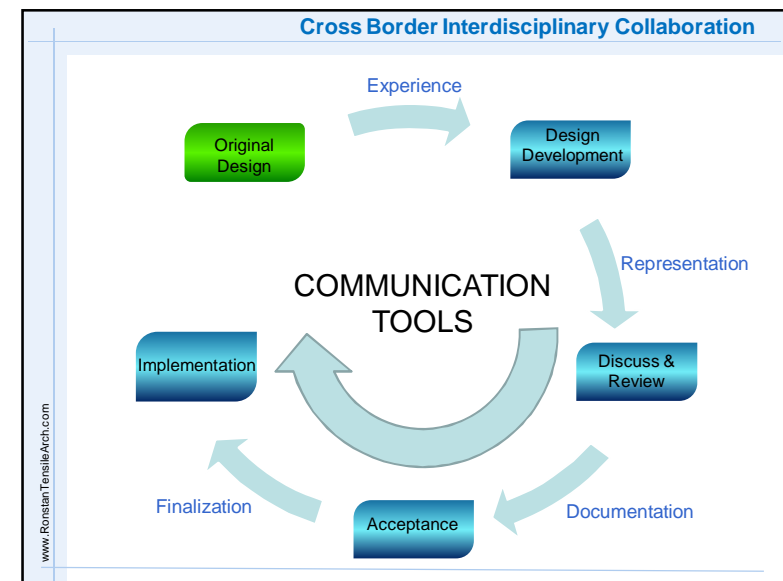 Cross Border Interdisciplinary Collaboration
Experience
Original
Design
Design
Development
Representation
COMMUNICATION
TOOLS
Discuss &
Review
Implementation
Documentation
Acceptance
Finalization
www.RonstanTensileArch.com